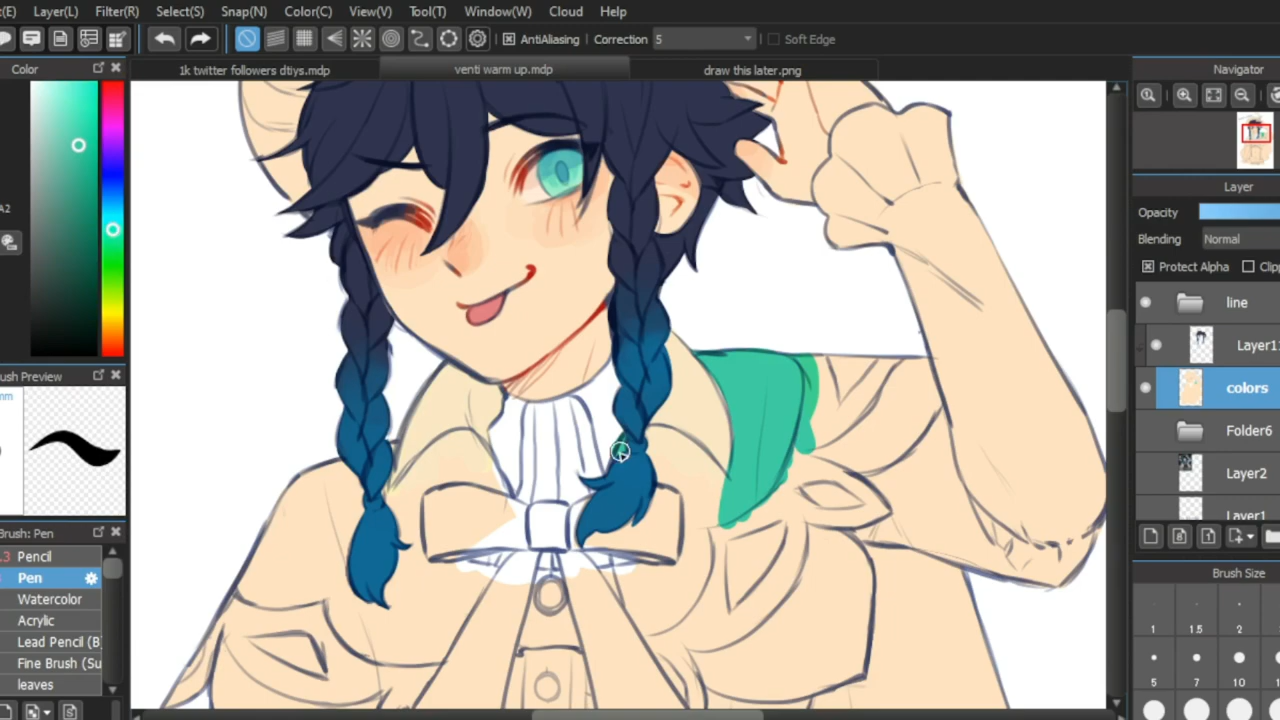 (E) Layer(L) Filter(R) Select(S) Snap(N) Color(C) View(V) Tool(T) Window(W) Cloud Help
AntiAliasing Correction 5 Soft Edge
Color
1k twitter followers dtiys.mdp venti warm up.mdp draw this later.png
Navigator
Layer
Opacity
Blending Normal
Protect Alpha
line
Layer1
colors
Folder6
Layer2
Layer1
Brush Size
1 1.5 2
5 7 10
A2
Preview
mm
Brush: Pen
Pencil
Pen
Watercolor
Acrylic
Lead Pencil (B)
Fine Brush (Su
leaves